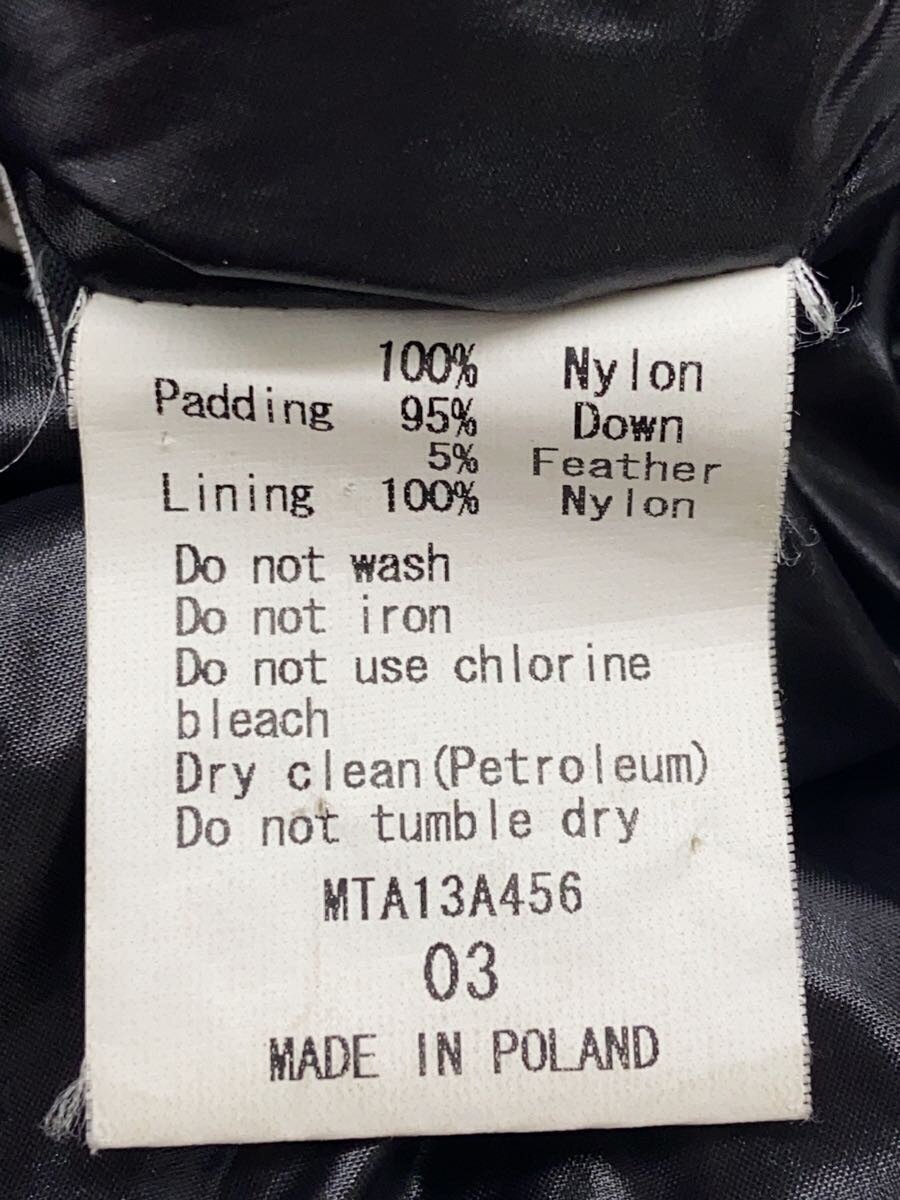 100% Nylon
Padding 95% Down
5% Feather
Lining 100% Nylon
Do not wash
Do not iron
Do not use chlorine
bleach
Dry clean(Petroleum)
Do not tumble dry
MTA13A456
03
MADE IN POLAND